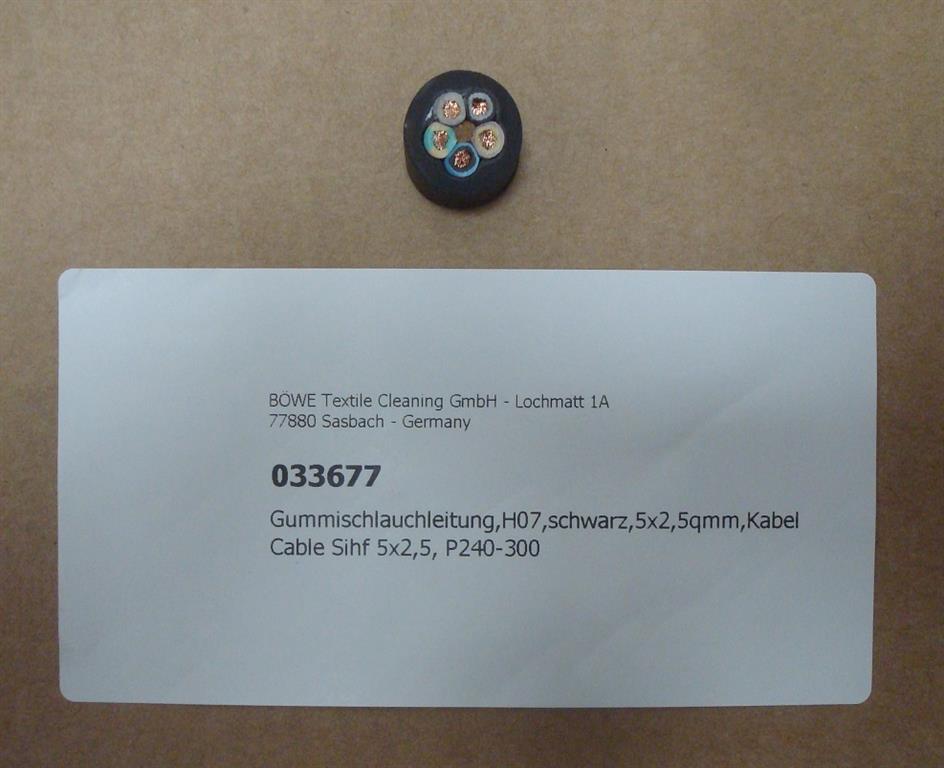 BÖWE Textile Cleaning GmbH - Lochmatt 1A
77880 Sasbach - Germany
033677
Gummischlauchleitung,H07,schwarz,5x2,5qmm,Kabel
Cable Sihf 5x2,5, P240-300